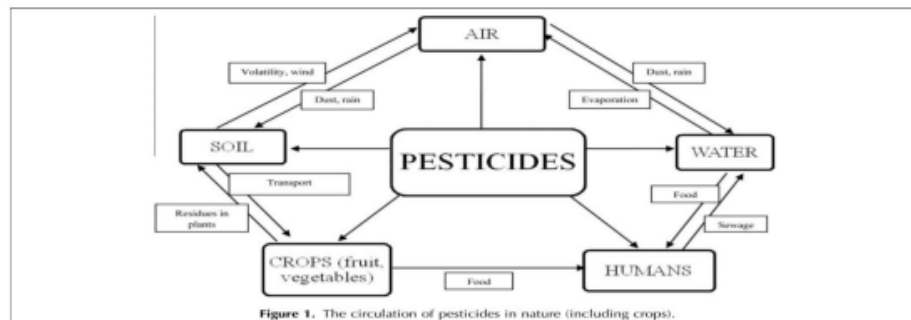 AIR
Volatility, wind
Dust, rain
Dust, rain
Evaporation
SOIL
PESTICIDES
WATER
Transport
Food
Residues in
plants
Sewage
CROPS (fruit,
vegetables)
Food
HUMANS
Figure 1. The circulation of pesticides in nature (including crops).